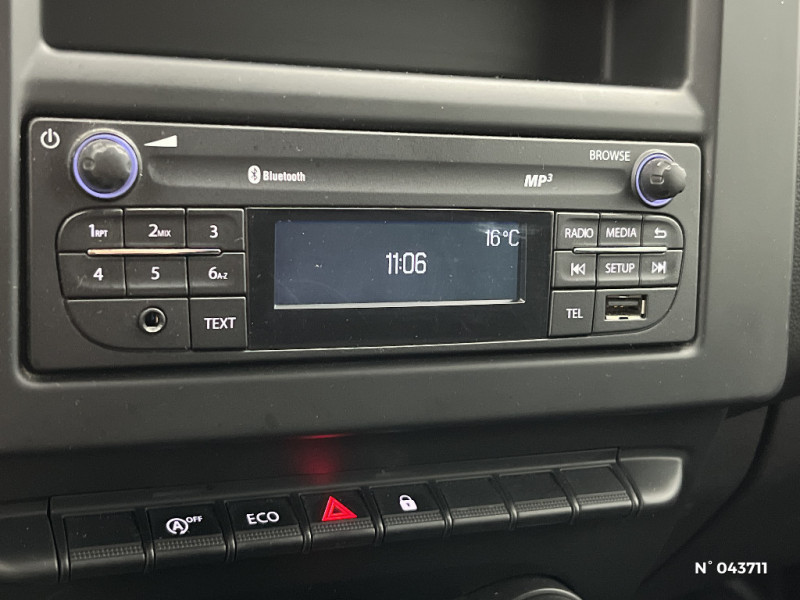 Bluetooth
MP3
BROWSE
1RPT 2MIX 3
4 5 6A-Z
TEXT
16°C
11:06
RADIO MEDIA
SETUP
TEL
A OFF
ECO
N° 043711